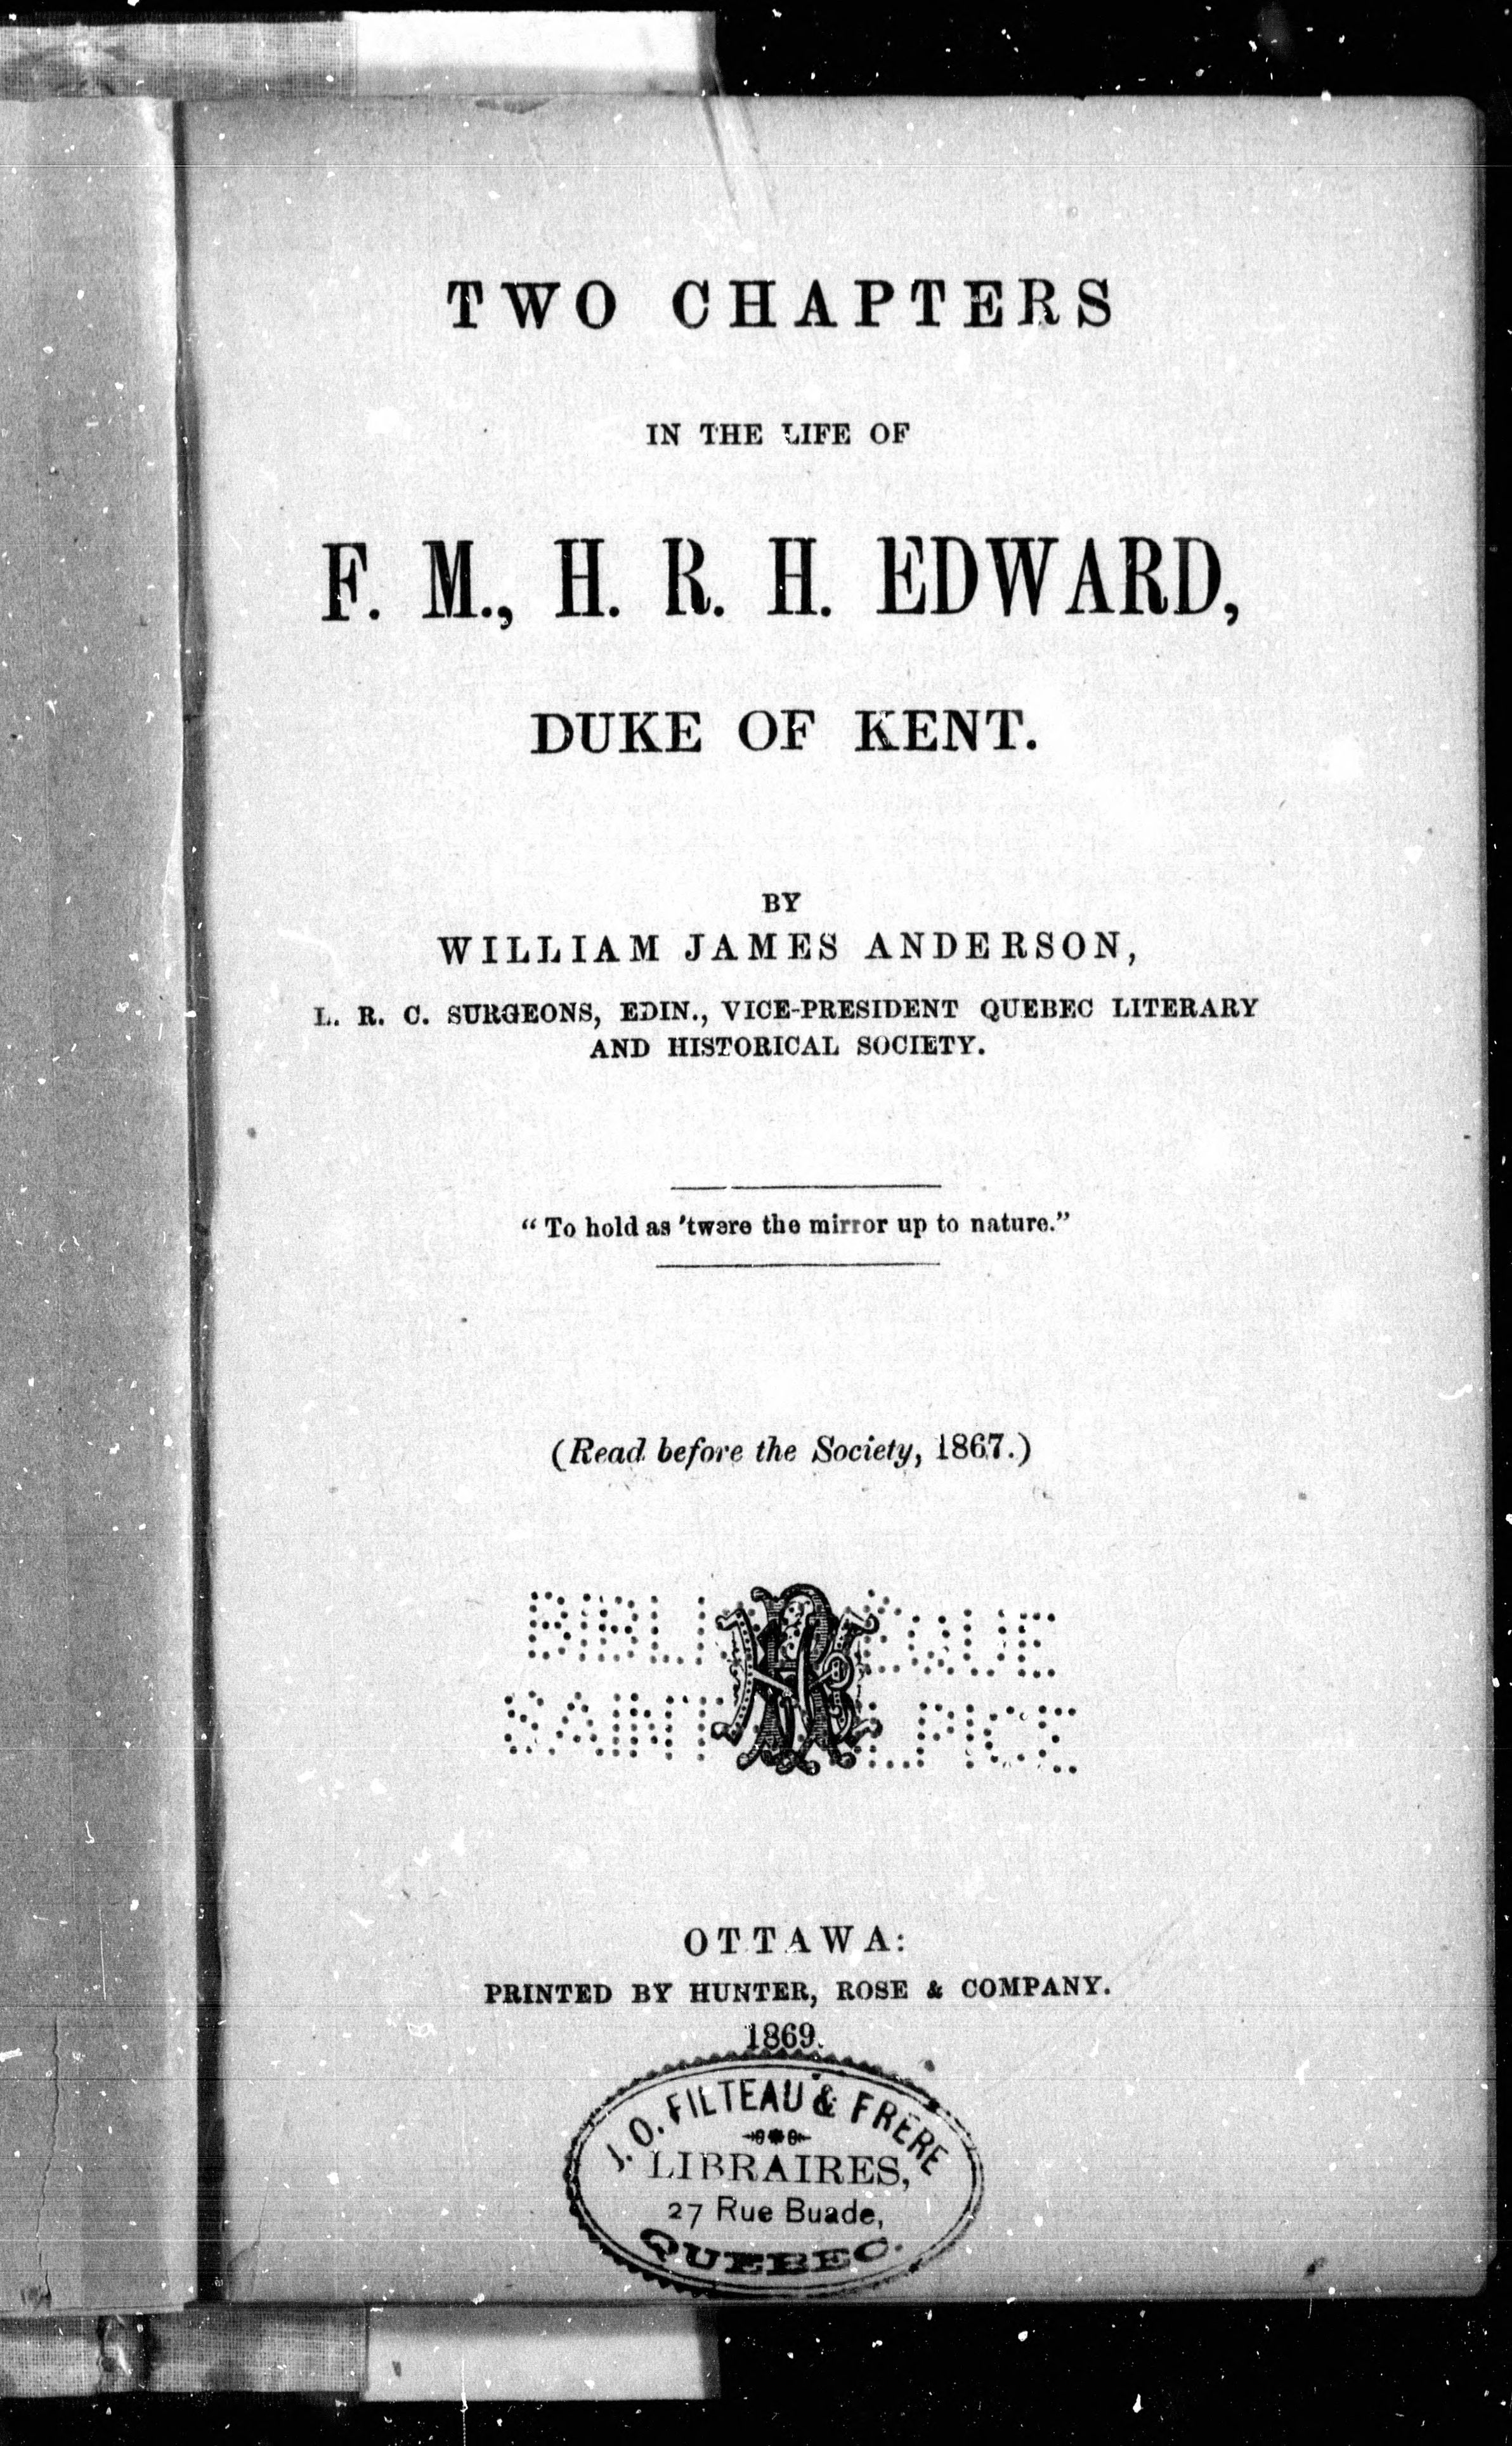 TWO CHAPTERS
IN THE LIFE OF
F. M., H. R. H. EDWARD,
DUKE OF KENT.
BY
WILLIAM JAMES ANDERSON,
L. R. C. SURGEONS, EDIN., VICE-PRESIDENT QUEBEC LITERARY
AND HISTORICAL SOCIETY.
“To hold as 'twere the mirror up to nature.”
(Read before the Society, 1867.)
OTTAWA:
PRINTED BY HUNTER, ROSE & COMPANY.
1869.
J. O. FILTEAU & FRERE
LIBRAIRES,
27 Rue Buade,
QUEBEC.